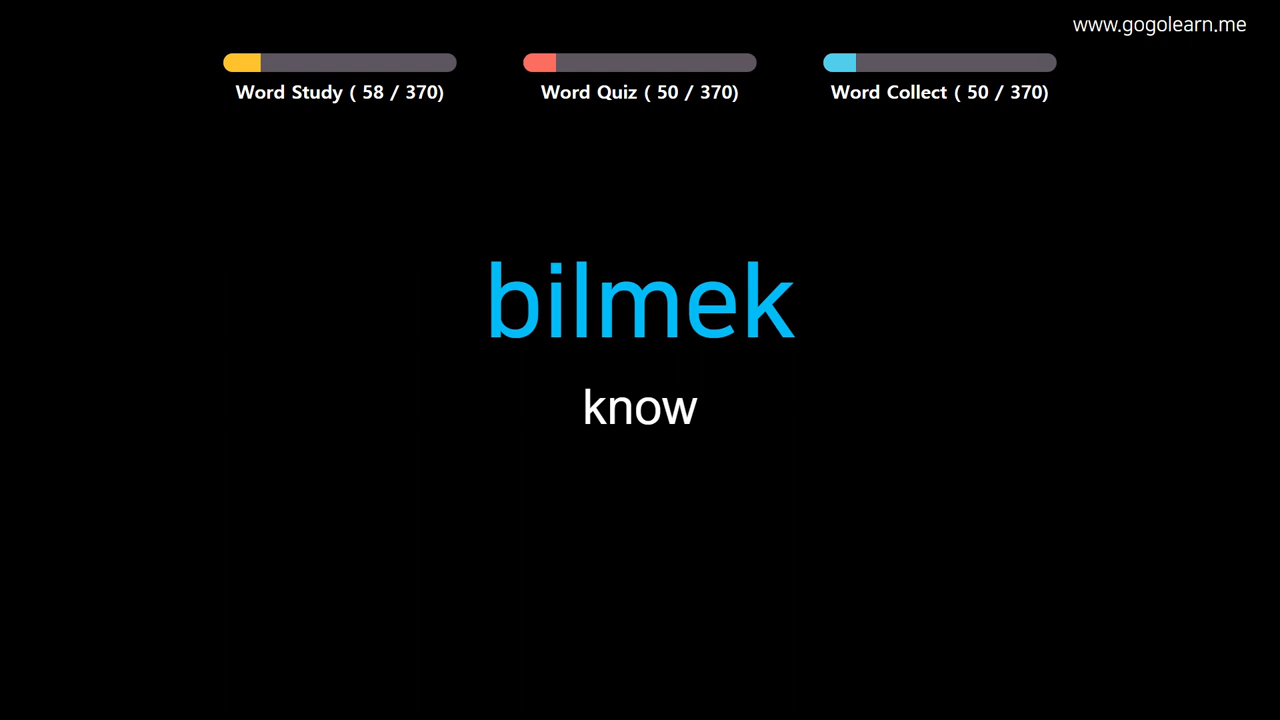 www.gogolearn.me
Word Study ( 58 / 370)
Word Quiz ( 50 / 370)
Word Collect ( 50 / 370)
bilmek
know